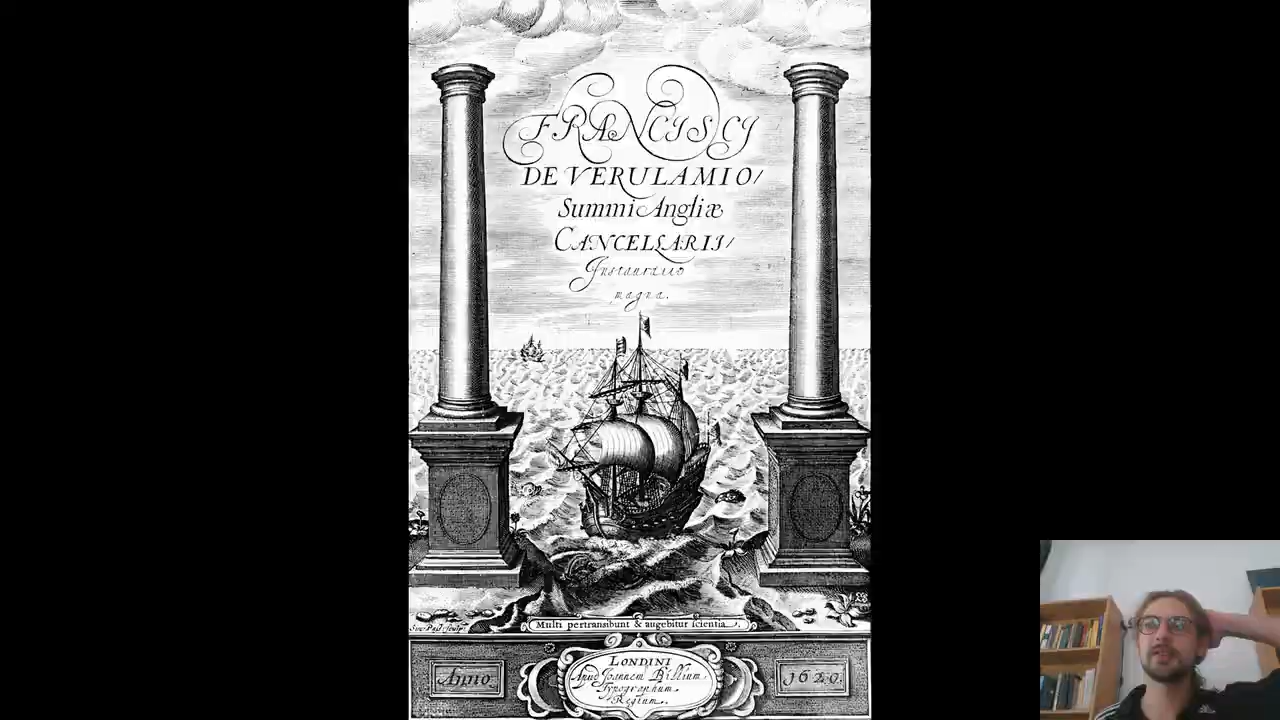 FRANCISCI
DE VERULAMIO/
Summi Angliæ
CANCELLARIS/
Instauratio
magna.
Multi pertransibunt & augebitur scientia.
Anno
LONDINI
Apud Joannem Billium
Typographum
Regium.
1620.